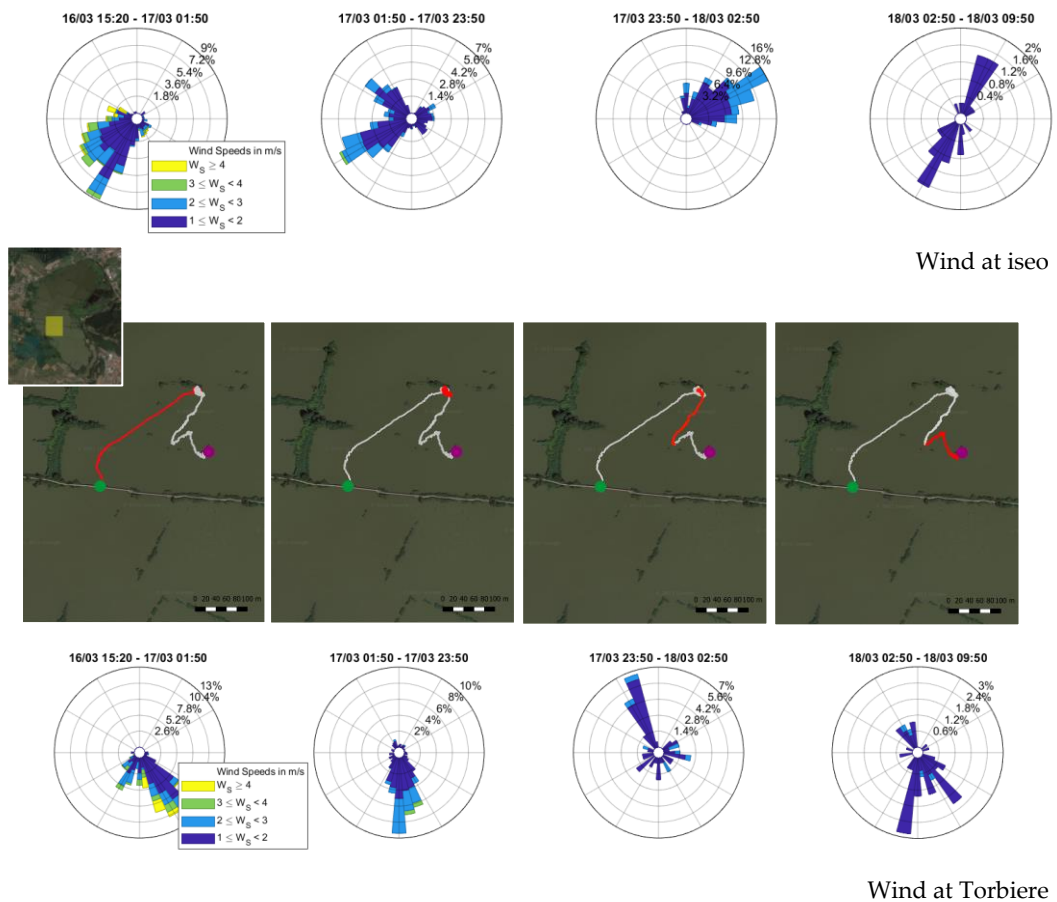 16/03 15:20 - 17/03 01:50
17/03 01:50 - 17/03 23:50
17/03 23:50 - 18/03 02:50
18/03 02:50 - 18/03 09:50
9%
7.2%
5.4%
3.6%
1.8%
7%
5.6%
4.2%
2.8%
1.4%
16%
12.8%
9.6%
6.4%
3.2%
2%
1.6%
1.2%
0.8%
0.4%
Wind Speeds in m/s
W_S ≥ 4
3 ≤ W_S < 4
2 ≤ W_S < 3
1 ≤ W_S < 2
Wind at iseo
0 20 40 60 80 100 m
0 20 40 60 80 100 m
0 20 40 60 80 100 m
0 20 40 60 80 100 m
16/03 15:20 - 17/03 01:50
17/03 01:50 - 17/03 23:50
17/03 23:50 - 18/03 02:50
18/03 02:50 - 18/03 09:50
13%
10.4%
7.8%
5.2%
2.6%
10%
8%
6%
4%
2%
7%
5.6%
4.2%
2.8%
1.4%
3%
2.4%
1.8%
1.2%
0.6%
Wind Speeds in m/s
W_S ≥ 4
3 ≤ W_S < 4
2 ≤ W_S < 3
1 ≤ W_S < 2
Wind at Torbiere